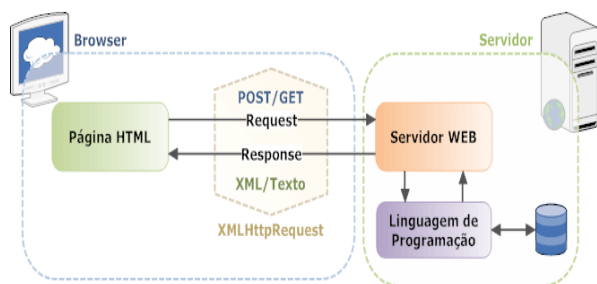 Browser
Servidor
POST/GET
Request
Página HTML
Servidor WEB
Response
XML/Texto
XMLHttpRequest
Linguagem de
Programação